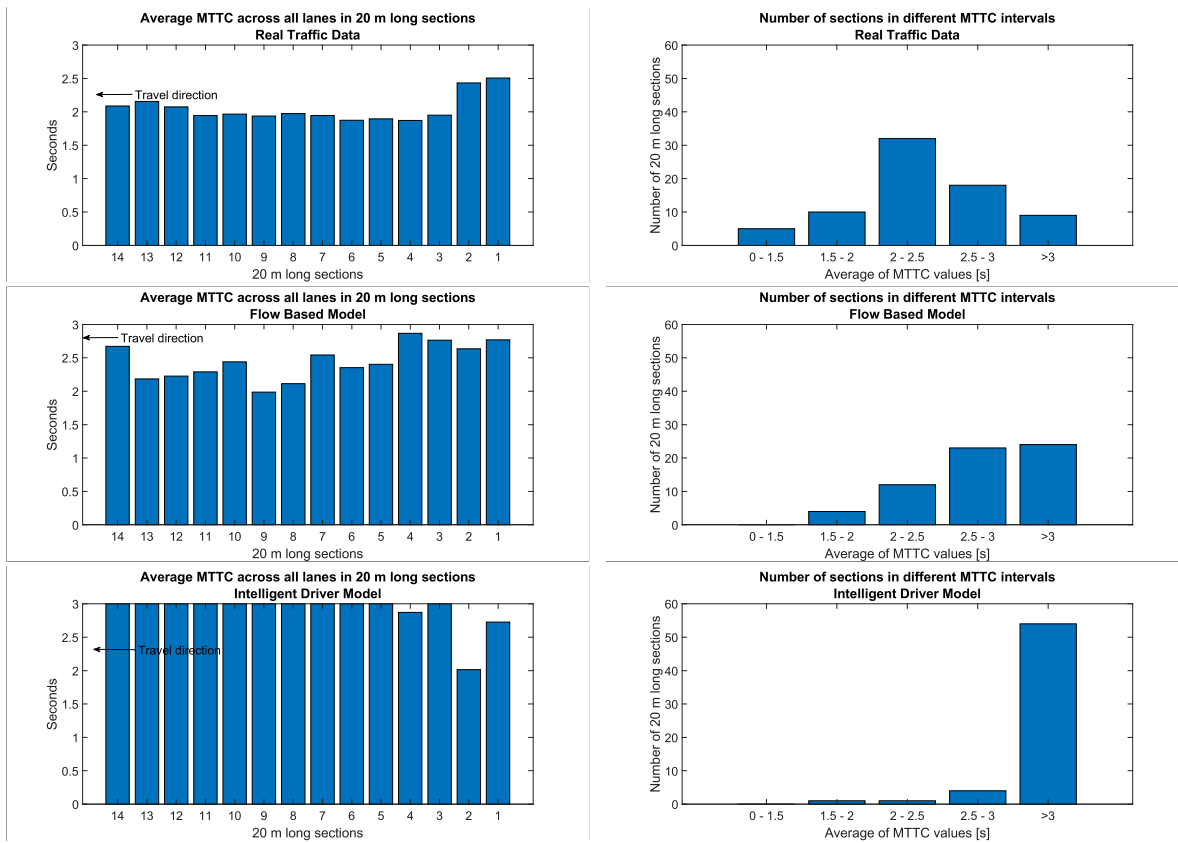 Average MTTC across all lanes in 20 m long sections
Real Traffic Data
3
2.5
2
1.5
1
0.5
0
Seconds
Travel direction
14 13 12 11 10 9 8 7 6 5 4 3 2 1
20 m long sections
Number of sections in different MTTC intervals
Real Traffic Data
60
50
40
30
20
10
0
Number of 20 m long sections
0 - 1.5 1.5 - 2 2 - 2.5 2.5 - 3 >3
Average of MTTC values [s]
Average MTTC across all lanes in 20 m long sections
Flow Based Model
3
2.5
2
1.5
1
0.5
0
Seconds
Travel direction
14 13 12 11 10 9 8 7 6 5 4 3 2 1
20 m long sections
Number of sections in different MTTC intervals
Flow Based Model
60
50
40
30
20
10
0
Number of 20 m long sections
0 - 1.5 1.5 - 2 2 - 2.5 2.5 - 3 >3
Average of MTTC values [s]
Average MTTC across all lanes in 20 m long sections
Intelligent Driver Model
3
2.5
2
1.5
1
0.5
0
Seconds
Travel direction
14 13 12 11 10 9 8 7 6 5 4 3 2 1
20 m long sections
Number of sections in different MTTC intervals
Intelligent Driver Model
60
50
40
30
20
10
0
Number of 20 m long sections
0 - 1.5 1.5 - 2 2 - 2.5 2.5 - 3 >3
Average of MTTC values [s]